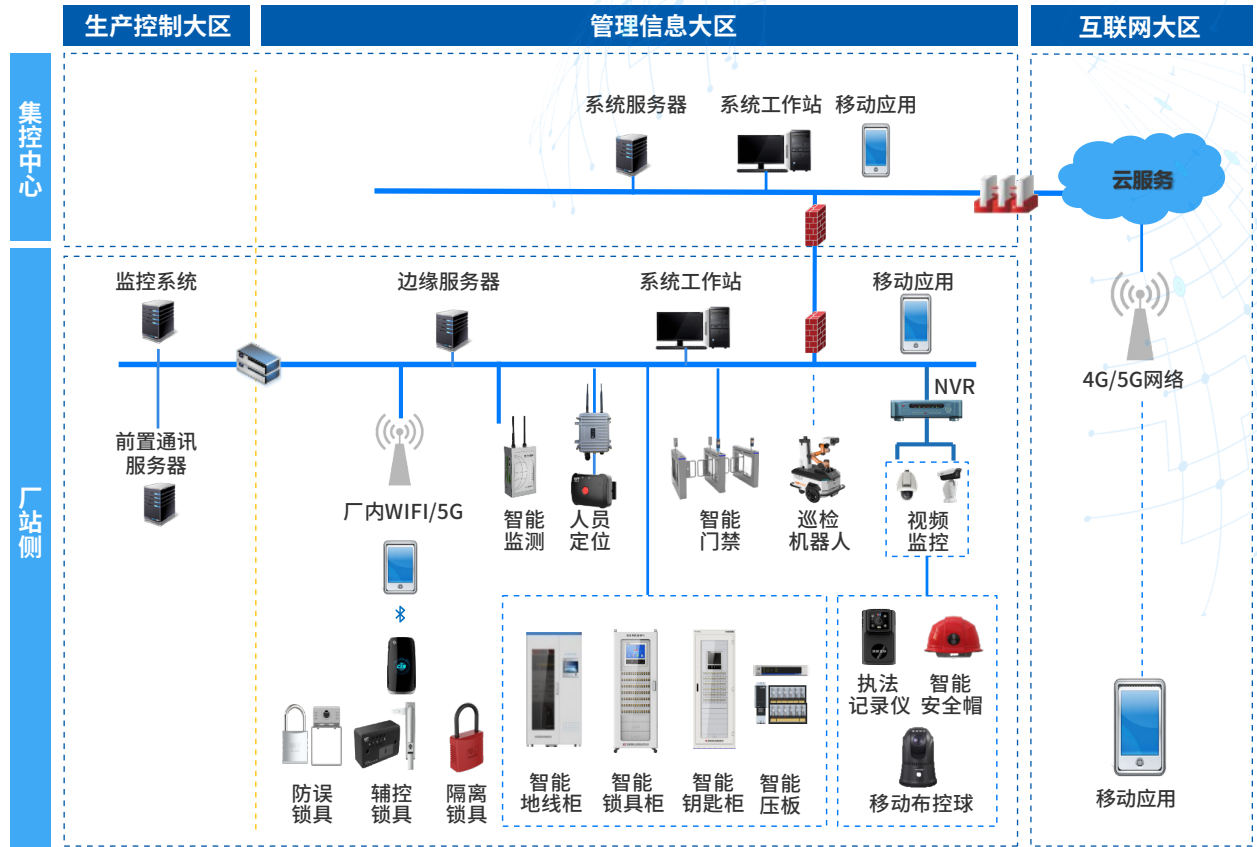 生产控制大区
管理信息大区
互联网大区
集控中心
系统服务器
系统工作站
移动应用
云服务
厂站侧
监控系统
边缘服务器
系统工作站
移动应用
4G/5G网络
NVR
前置通讯
服务器
厂内WIFI/5G
智能
监测
人员
定位
智能
门禁
巡检
机器人
视频
监控
执法
记录仪
智能
安全帽
防误
锁具
辅控
锁具
隔离
锁具
智能
地线柜
智能
锁具柜
智能
钥匙柜
智能
压板
移动布控球
移动应用